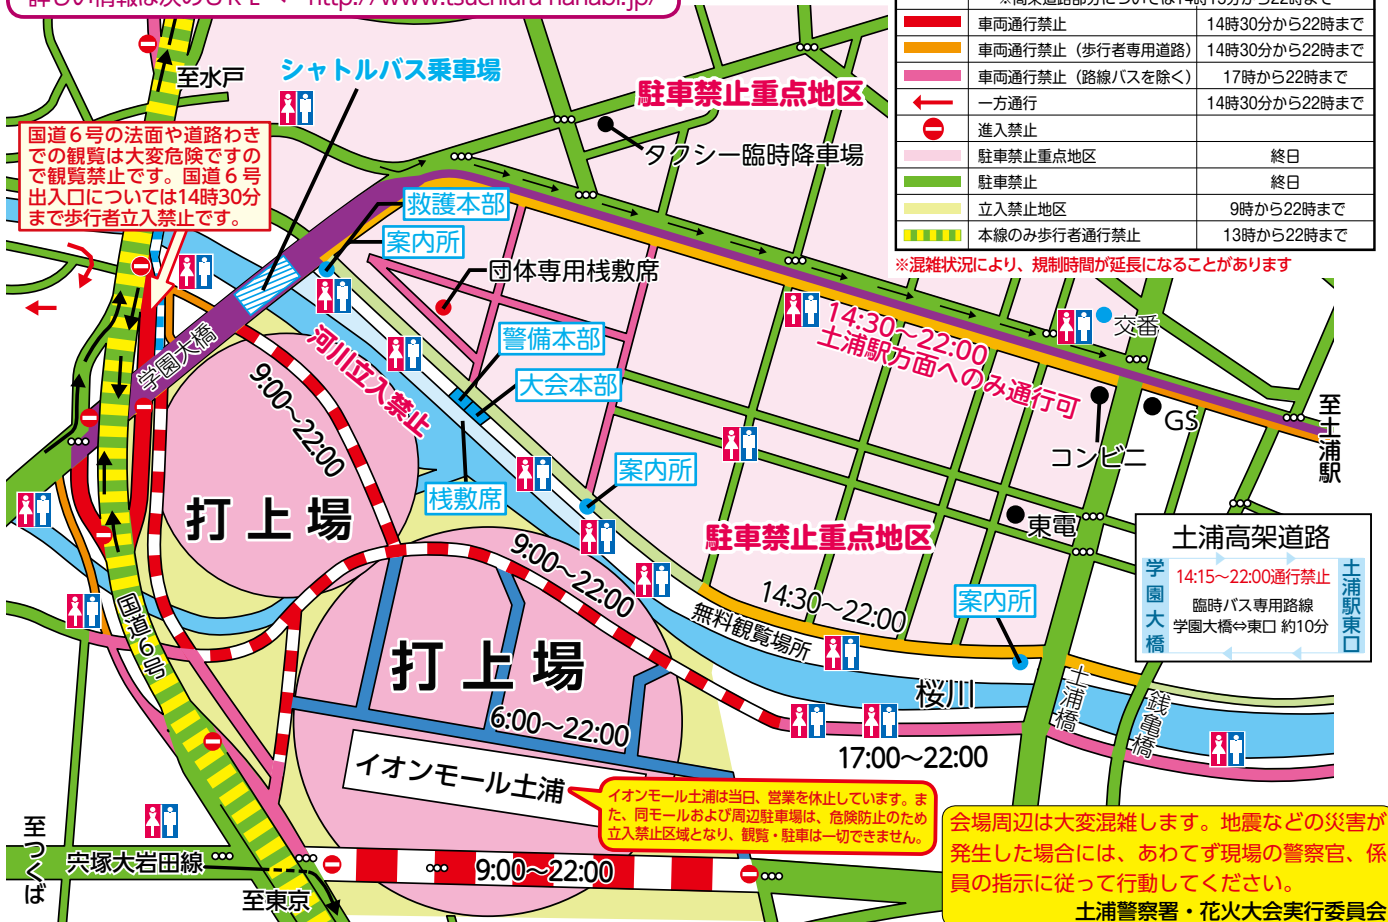 詳しい情報は次のURLへ http://www.tsuchiura-hanabi.jp/
※高架道路部分については14時15分から22時まで
車両通行禁止 14時30分から22時まで
車両通行禁止（歩行者専用道路） 14時30分から22時まで
車両通行禁止（路線バスを除く） 17時から22時まで
一方通行 14時30分から22時まで
進入禁止
駐車禁止重点地区 終日
駐車禁止 終日
立入禁止地区 9時から22時まで
本線のみ歩行者通行禁止 13時から22時まで
※混雑状況により、規制時間が延長になることがあります
至水戸
シャトルバス乗車場
駐車禁止重点地区
タクシー臨時降車場
国道６号の法面や道路わき
での観覧は大変危険ですの
で観覧禁止です。国道６号
出入口については14時30分
まで歩行者立入禁止です。
救護本部
案内所
団体専用桟敷席
警備本部
大会本部
14:30〜22:00
土浦駅方面へのみ通行可
交番
学園大橋
河川立入禁止
9:00〜22:00
GS
コンビニ
至土浦駅
案内所
桟敷席
打上場
駐車禁止重点地区
東電
9:00〜22:00
土浦高架道路
学園大橋
14:15〜22:00通行禁止
臨時バス専用路線
学園大橋⇔東口 約10分
土浦駅東口
14:30〜22:00
案内所
無料観覧場所
国道6号
打上場
桜川
土浦橋
銭亀橋
6:00〜22:00
17:00〜22:00
イオンモール土浦
イオンモール土浦は当日、営業を休止しています。ま
た、同モールおよび周辺駐車場は、危険防止のため
立入禁止区域となり、観覧・駐車は一切できません。
至つくば
穴塚大岩田線
9:00〜22:00
至東京
会場周辺は大変混雑します。地震などの災害が
発生した場合には、あわてず現場の警察官、係
員の指示に従って行動してください。
土浦警察署・花火大会実行委員会